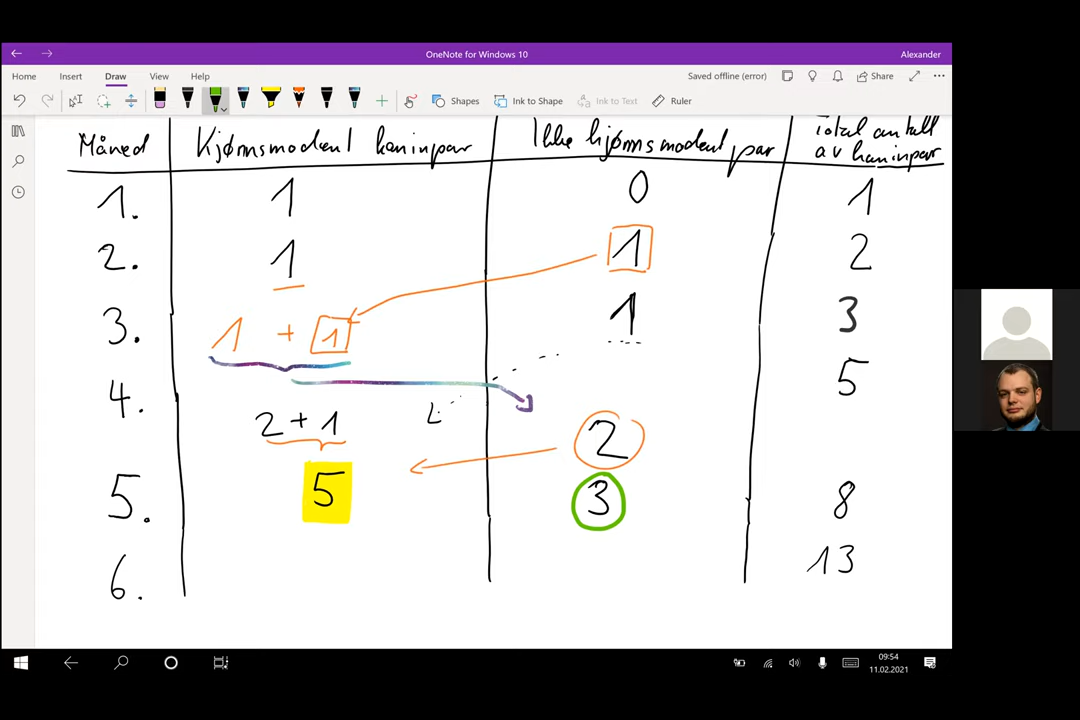 OneNote for Windows 10
Alexander
Home Insert Draw View Help
Saved offline (error)
Share
Shapes
Ink to Shape
Ink to Text
Ruler
Måned Kjønnsmodent kaninpar Ikke kjønnsmodent par Total antall
av kaninpar
1. 1 0 1
2. 1 1 2
3. 1 + 1 1 3
4. 2 + 1 2 5
5. 5 3 8
6. 13
09:54
11.02.2021